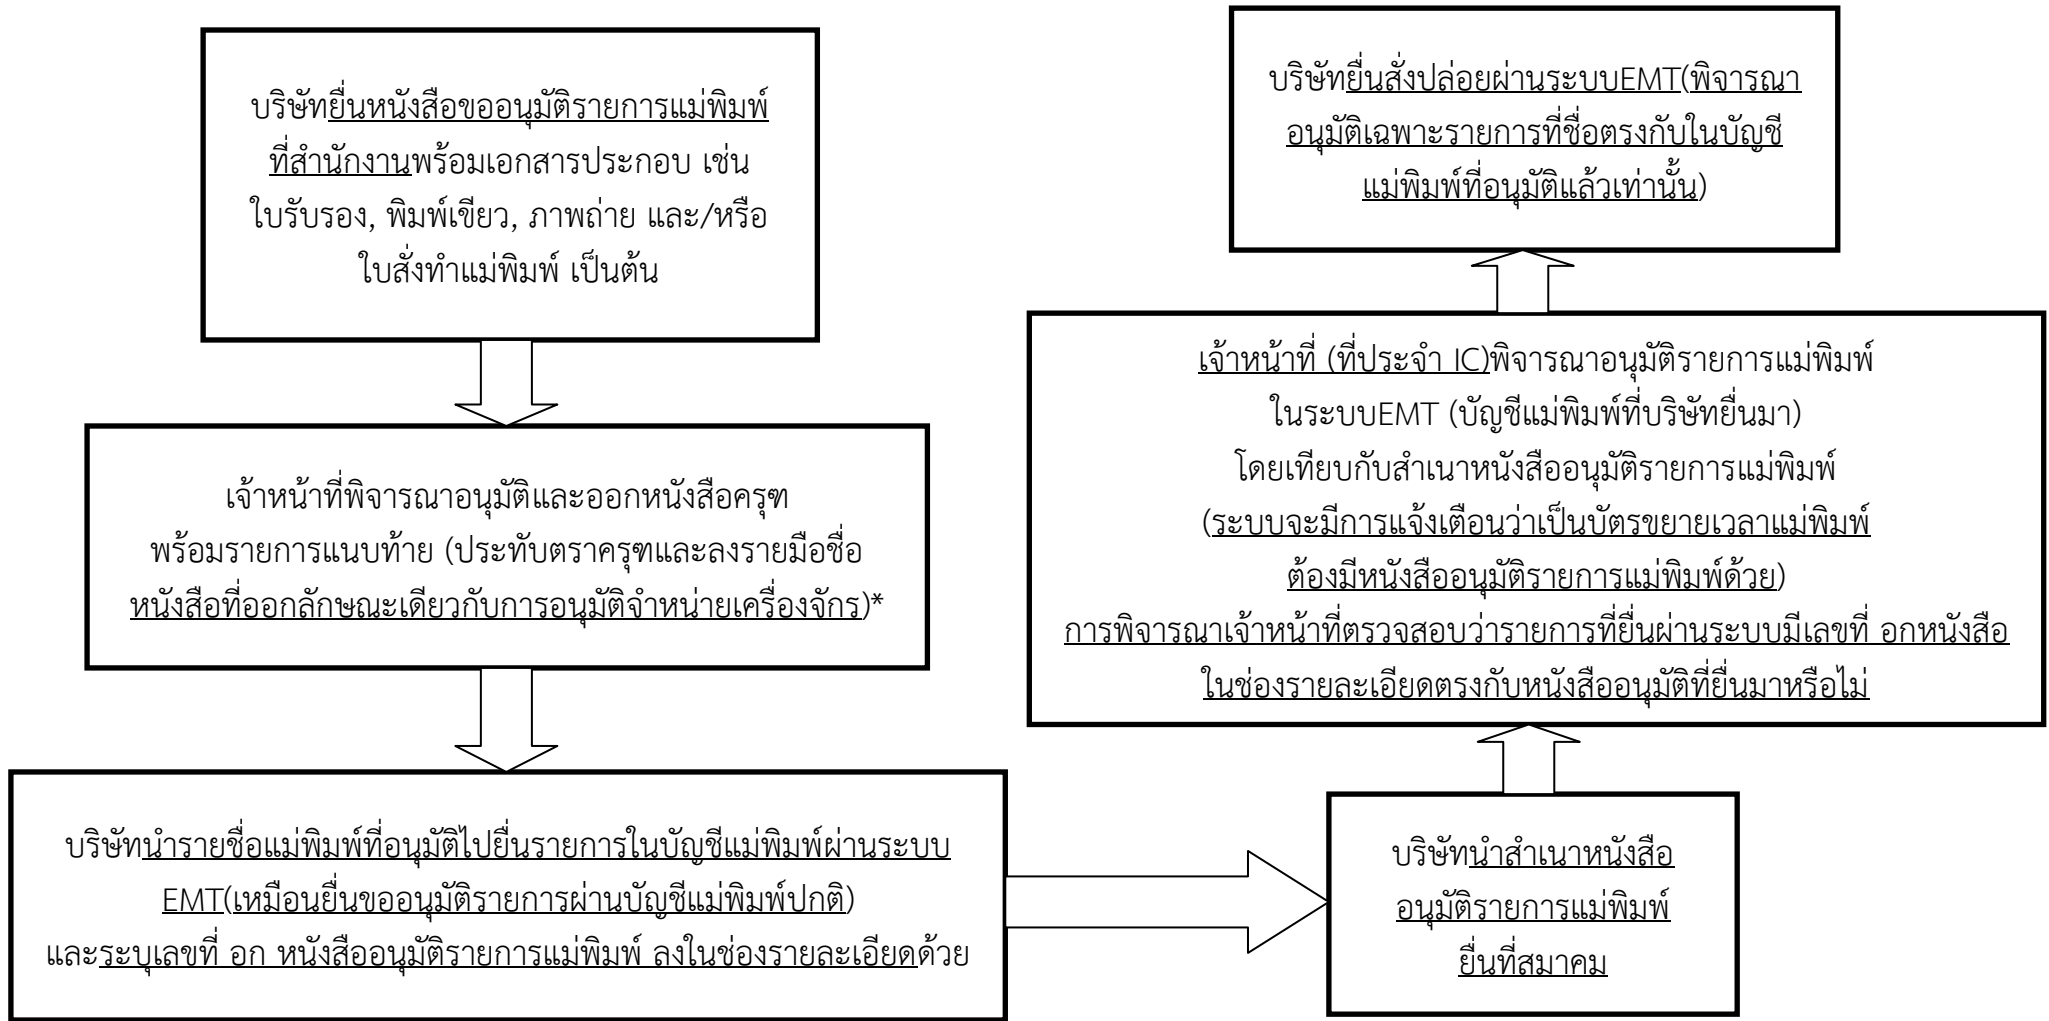 บริษัทยื่นหนังสือขออนุมัติรายการแม่พิมพ์
ที่สำนักงานพร้อมเอกสารประกอบ เช่น
ใบรับรอง, พิมพ์เขียว, ภาพถ่าย และ/หรือ
ใบสั่งทำแม่พิมพ์ เป็นต้น
เจ้าหน้าที่พิจารณาอนุมัติและออกหนังสือครุฑ
พร้อมรายการแนบท้าย (ประทับตราครุฑและลงรายมือชื่อ
หนังสือที่ออกลักษณะเดียวกับการอนุมัติจำหน่ายเครื่องจักร)*
บริษัทนำรายชื่อแม่พิมพ์ที่อนุมัติไปยื่นรายการในบัญชีแม่พิมพ์ผ่านระบบ
EMT(เหมือนยื่นขออนุมัติรายการผ่านบัญชีแม่พิมพ์ปกติ)
และระบุเลขที่ อก หนังสืออนุมัติรายการแม่พิมพ์ ลงในช่องรายละเอียดด้วย
บริษัทนำสำเนาหนังสือ
อนุมัติรายการแม่พิมพ์
ยื่นที่สมาคม
เจ้าหน้าที่ (ที่ประจำ IC)พิจารณาอนุมัติรายการแม่พิมพ์
ในระบบEMT (บัญชีแม่พิมพ์ที่บริษัทยื่นมา)
โดยเทียบกับสำเนาหนังสืออนุมัติรายการแม่พิมพ์
(ระบบจะมีการแจ้งเตือนว่าเป็นบัตรขยายเวลาแม่พิมพ์
ต้องมีหนังสืออนุมัติรายการแม่พิมพ์ด้วย)
การพิจารณาเจ้าหน้าที่ตรวจสอบว่ารายการที่ยื่นผ่านระบบมีเลขที่ อกหนังสือ
ในช่องรายละเอียดตรงกับหนังสืออนุมัติที่ยื่นมาหรือไม่
บริษัทยื่นสั่งปล่อยผ่านระบบEMT(พิจารณา
อนุมัติเฉพาะรายการที่ชื่อตรงกับในบัญชี
แม่พิมพ์ที่อนุมัติแล้วเท่านั้น)